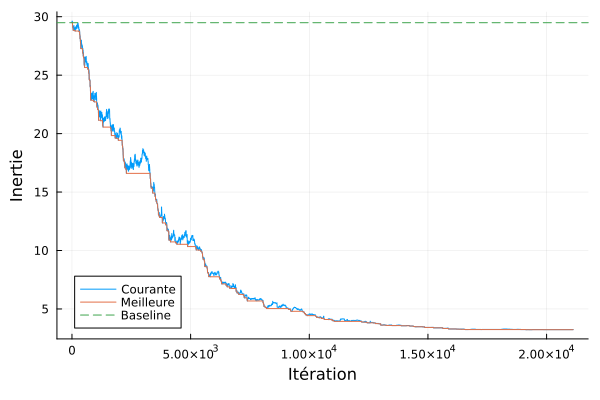 Inertie
30
25
20
15
10
5
Courante
Meilleure
Baseline
0
5.00×10³
1.00×10⁴
1.50×10⁴
2.00×10⁴
Itération